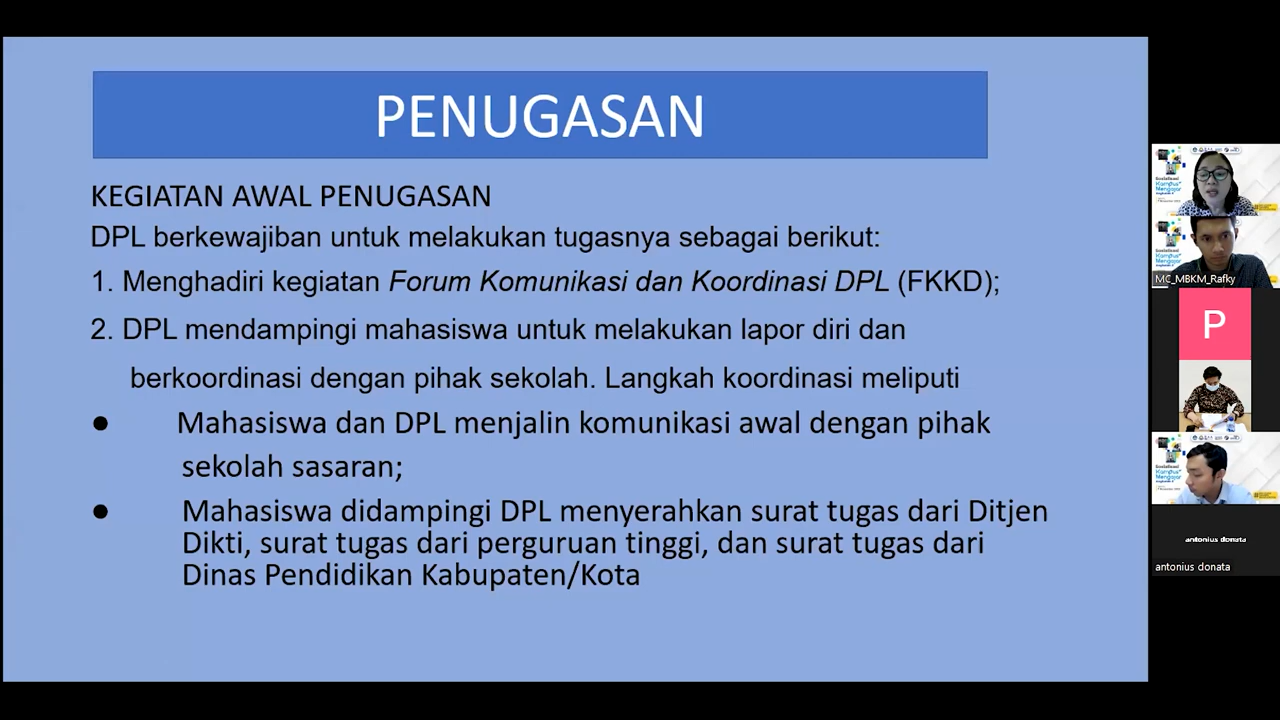 PENUGASAN
KEGIATAN AWAL PENUGASAN
DPL berkewajiban untuk melakukan tugasnya sebagai berikut:
1. Menghadiri kegiatan Forum Komunikasi dan Koordinasi DPL (FKKD);
2. DPL mendampingi mahasiswa untuk melakukan lapor diri dan
berkoordinasi dengan pihak sekolah. Langkah koordinasi meliputi
● Mahasiswa dan DPL menjalin komunikasi awal dengan pihak
sekolah sasaran;
● Mahasiswa didampingi DPL menyerahkan surat tugas dari Ditjen
Dikti, surat tugas dari perguruan tinggi, dan surat tugas dari
Dinas Pendidikan Kabupaten/Kota
MC_MBKM_Rafky
P
antonius donata
antonius donata